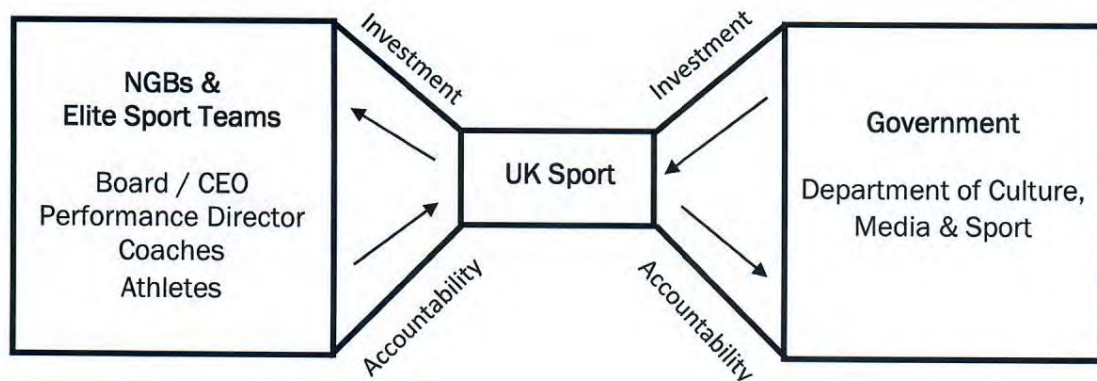 NGBs &
Elite Sport Teams
Board / CEO
Performance Director
Coaches
Athletes
Investment
Accountability
UK Sport
Investment
Accountability
Government
Department of Culture,
Media & Sport